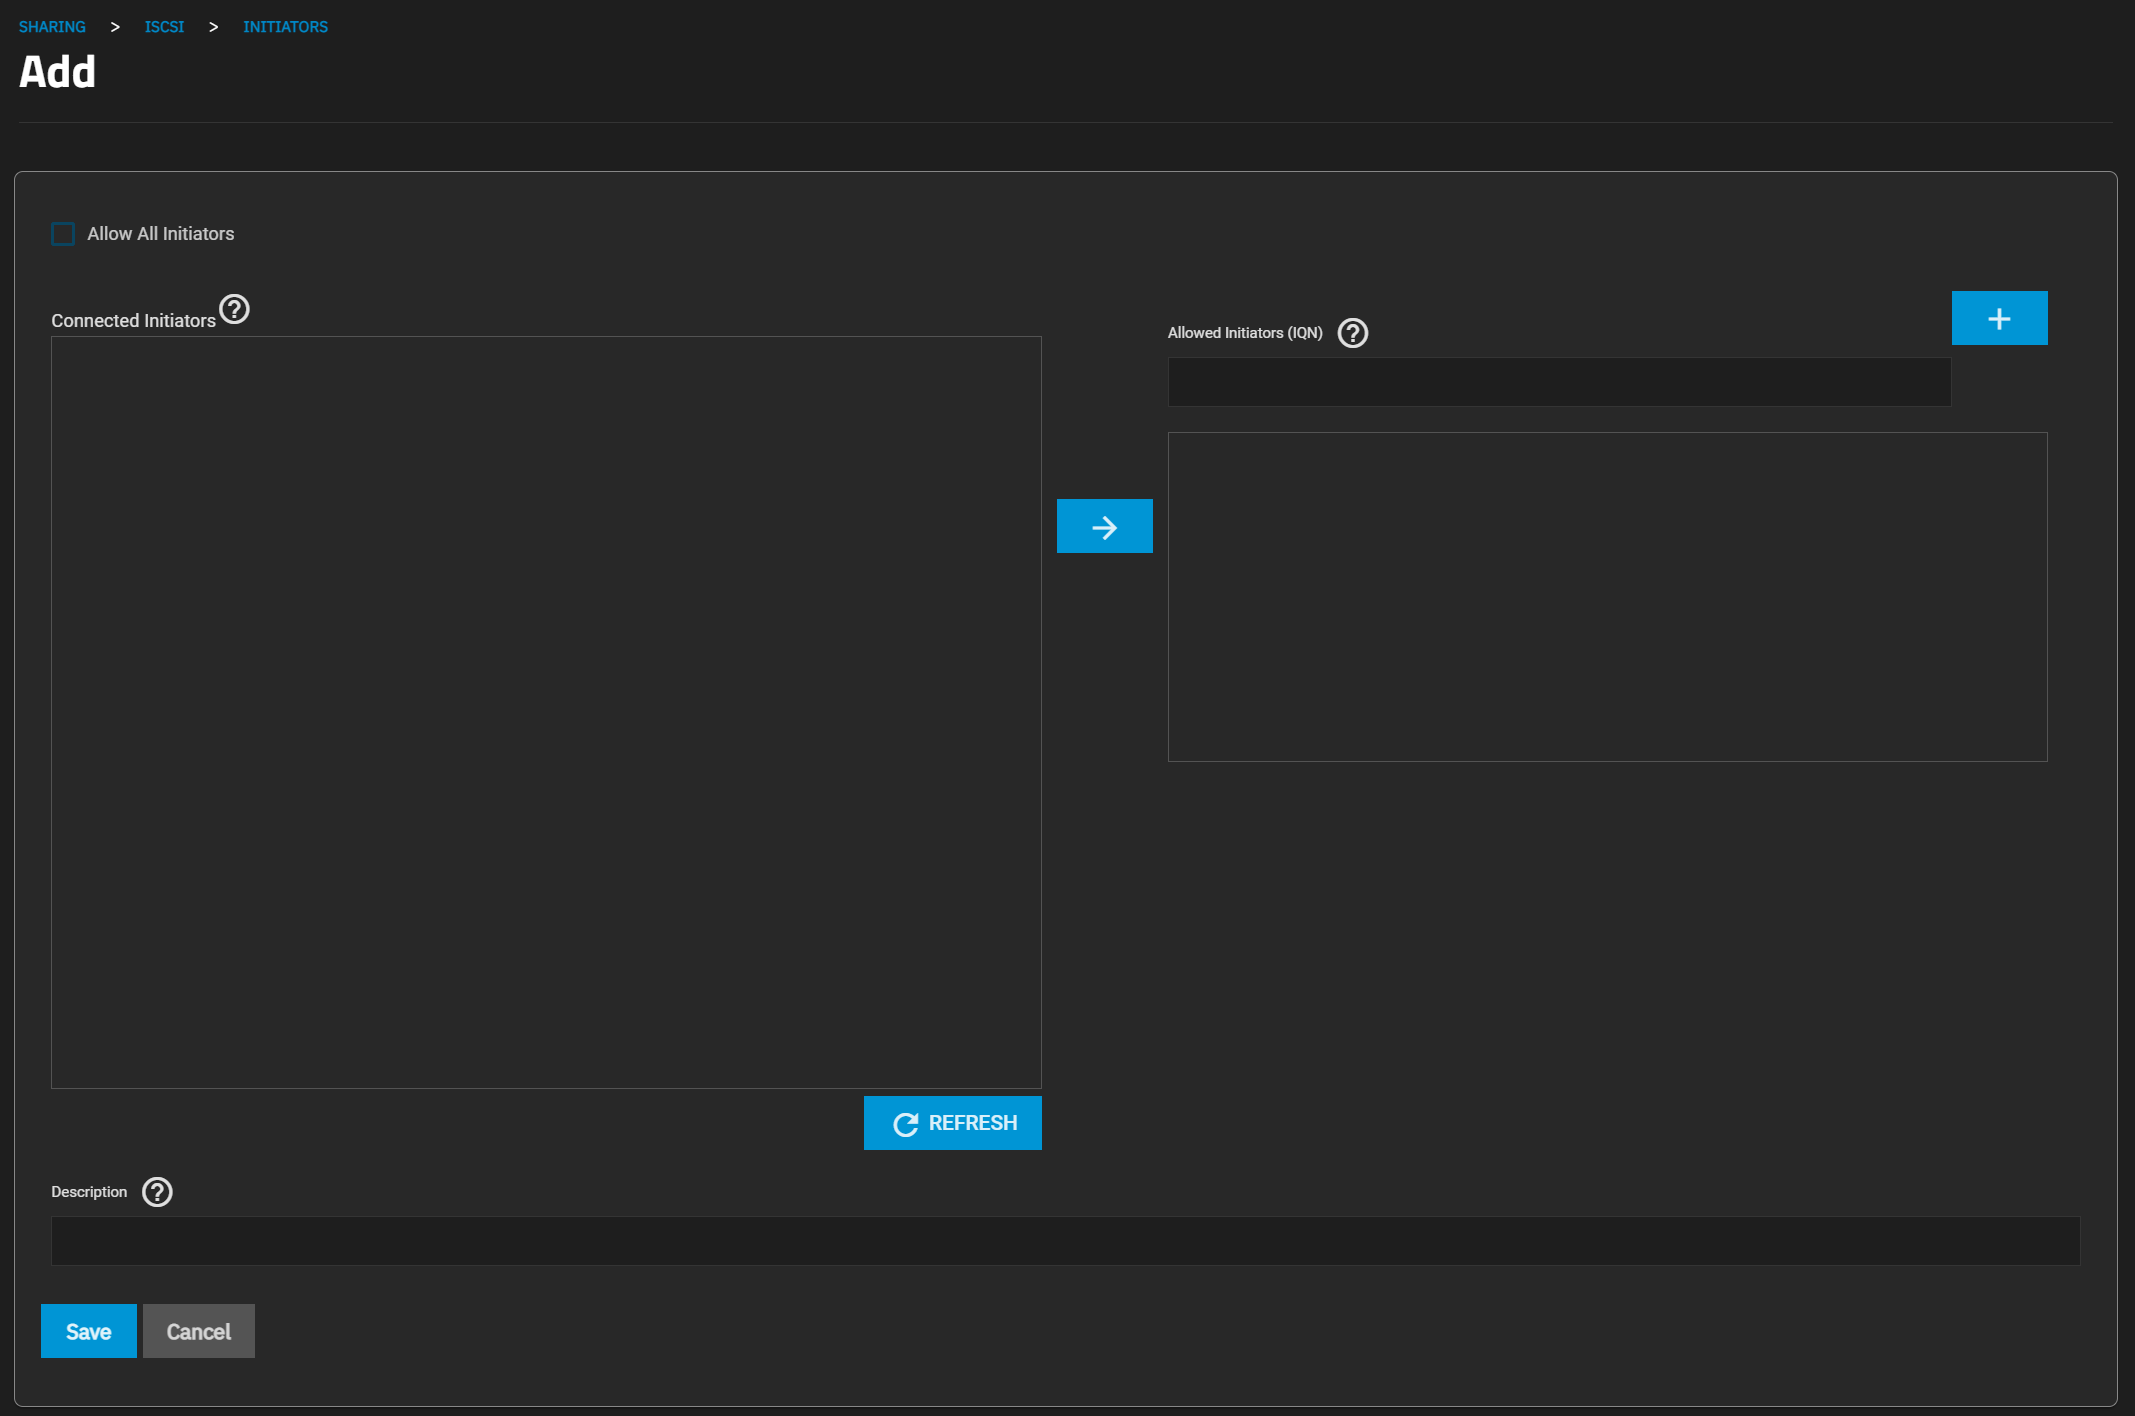 SHARING > ISCSI > INITIATORS
Add
Allow All Initiators
Connected Initiators
Allowed Initiators (IQN)
REFRESH
Description
Save Cancel